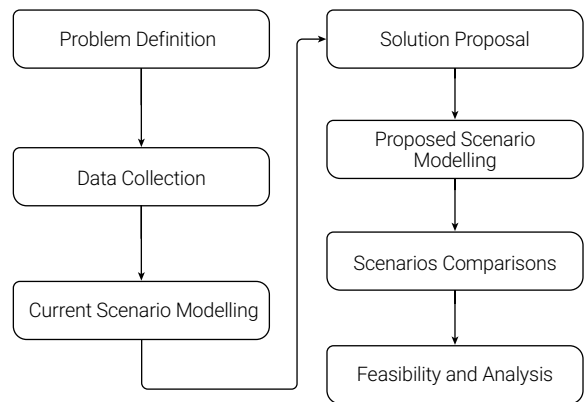 Problem Definition
Data Collection
Current Scenario Modelling
Solution Proposal
Proposed Scenario
Modelling
Scenarios Comparisons
Feasibility and Analysis